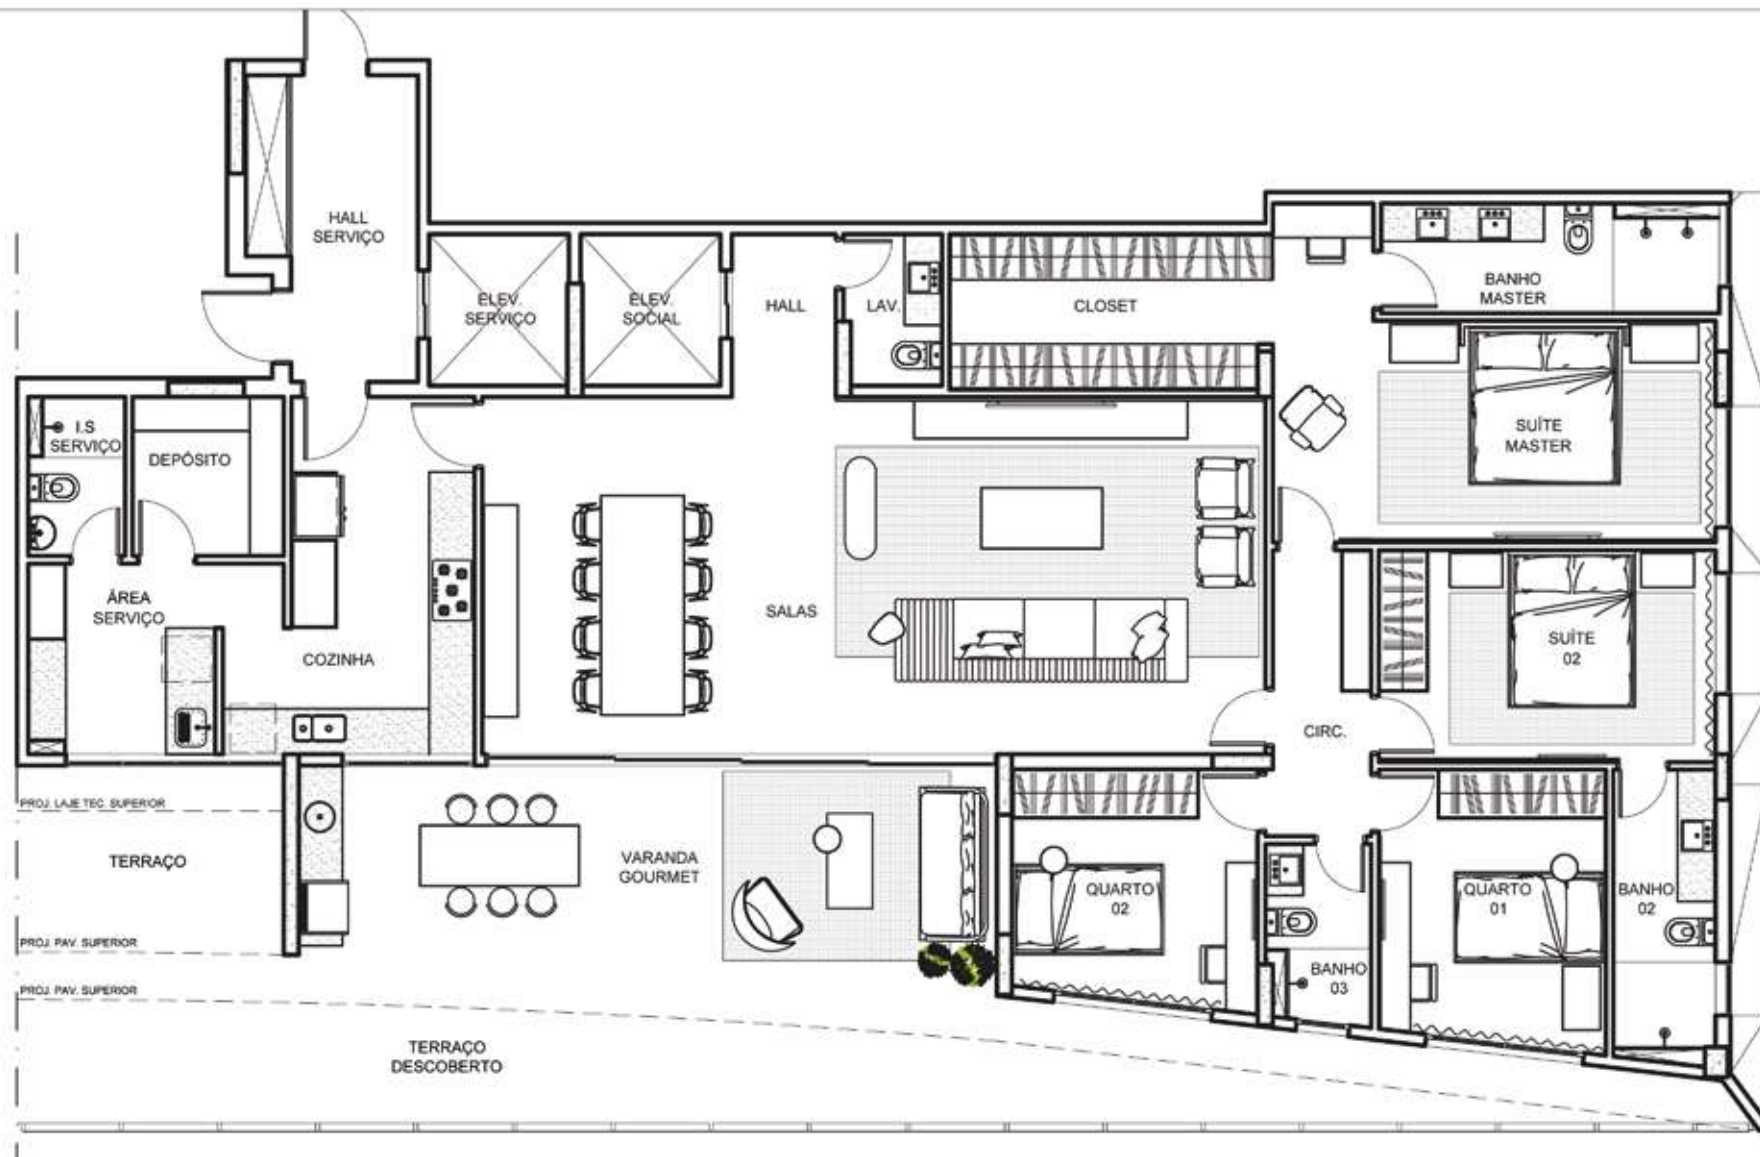 HALL
SERVIÇO
ELEV.
SERVIÇO
ELEV.
SOCIAL
HALL
LAV.
CLOSET
BANHO
MASTER
I.S
SERVIÇO
DEPÓSITO
SUÍTE
MASTER
ÁREA
SERVIÇO
COZINHA
SALAS
SUÍTE
02
CIRC.
PROJ. LAJE TEC. SUPERIOR
TERRAÇO
VARANDA
GOURMET
QUARTO
02
QUARTO
01
BANHO
02
PROJ. PAV. SUPERIOR
PROJ. PAV. SUPERIOR
BANHO
03
TERRAÇO
DESCOBERTO